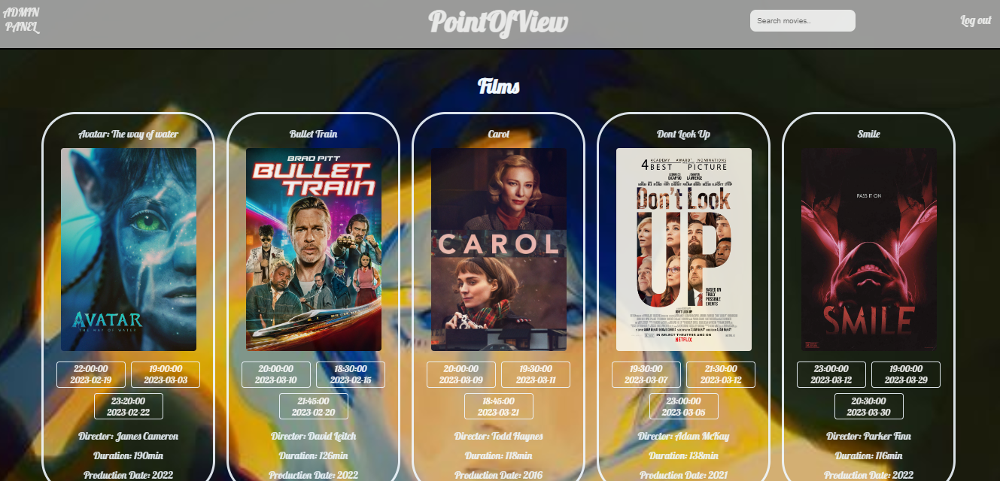 ADMIN
PANEL
PointOfView
Search movies..
Log out
Films
Avatar: The way of water
AVATAR
THE WAY OF WATER
22:00:00
2023-02-19
19:00:00
2023-03-03
23:20:00
2023-02-22
Director: James Cameron
Duration: 190min
Production Date: 2022
Bullet Train
BRAD PITT
BULLET
TRAIN
20:00:00
2023-03-10
18:30:00
2023-02-15
21:45:00
2023-02-20
Director: David Leitch
Duration: 126min
Production Date: 2022
Carol
CAROL
20:00:00
2023-03-09
19:30:00
2023-03-11
18:45:00
2023-03-21
Director: Todd Haynes
Duration: 118min
Production Date: 2016
Dont Look Up
4 ACADEMY AWARD NOMINATIONS
BEST PICTURE
LEONARDO DICAPRIO
JENNIFER LAWRENCE
Don't Look
UP
BASED ON
TRULY
POSSIBLE
EVENTS
DON'T LOOK UP
IN SELECT THEATERS AND ON
NETFLIX
19:30:00
2023-03-07
21:30:00
2023-03-12
23:00:00
2023-03-05
Director: Adam McKay
Duration: 138min
Production Date: 2021
Smile
PASS IT ON
SMILE
23:00:00
2023-03-12
19:00:00
2023-03-29
20:30:00
2023-03-30
Director: Parker Finn
Duration: 116min
Production Date: 2022